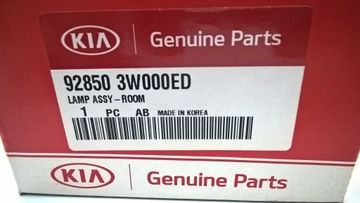 KIA Genuine Parts
92850 3W000ED
LAMP ASSY-ROOM
1 PC AB MADE IN KOREA
KIA Genuine Parts